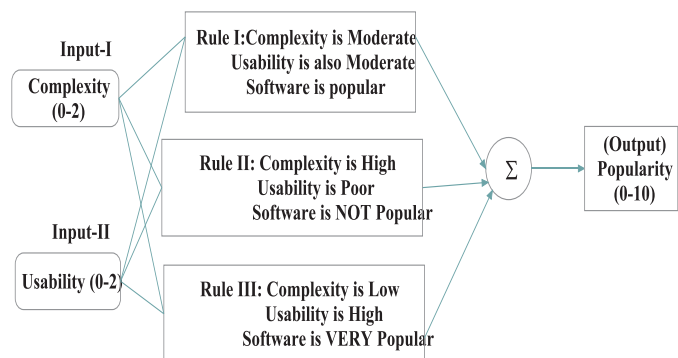 Input-I
Complexity
(0-2)
Input-II
Usability (0-2)
Rule I:Complexity is Moderate
Usability is also Moderate
Software is popular
Rule II: Complexity is High
Usability is Poor
Software is NOT Popular
Rule III: Complexity is Low
Usability is High
Software is VERY Popular
Σ
(Output)
Popularity
(0-10)